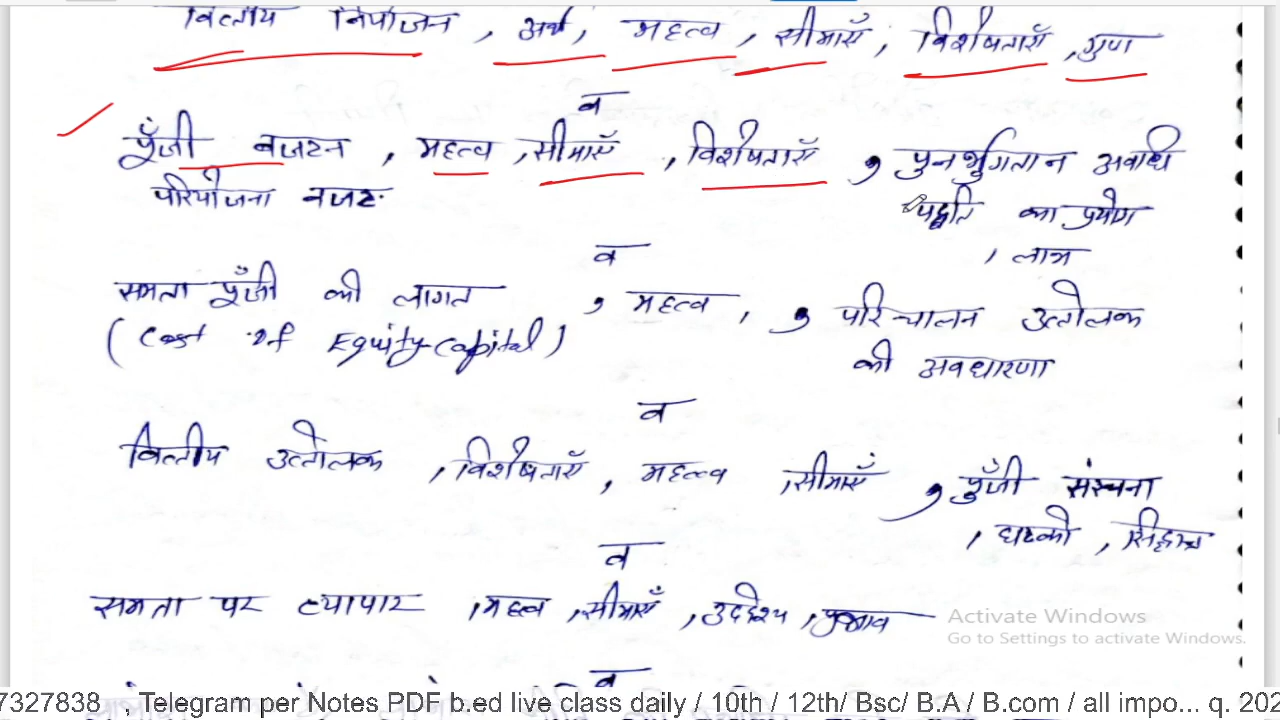 वित्तीय नियोजन , अर्थ, महत्व , सीमाएँ, विशेषताएँ ,गुण
व
पूँजी बजटन , महत्व ,सीमाएँ ,विशेषताएँ , पुनर्भुगतान अवधि
परियोजना बजट पद्धति का प्रयोग
, लाभ
व
समता पूँजी की लागत , महत्व , , परिचालन उत्तोलक
(Cost of Equity Capital) की अवधारणा
व
वित्तीय उत्तोलक , विशेषताएँ , महत्व ,सीमाएँ , पूँजी संरचना
, घटको , सिद्धान्त
व
समता पर व्यापार ,महत्व ,सीमाएँ , उद्देश्य , प्रभाव
Activate Windows
Go to Settings to activate Windows.
व
7327838 , Telegram per Notes PDF b.ed live class daily / 10th / 12th/ Bsc/ B.A / B.com / all impo... q. 202